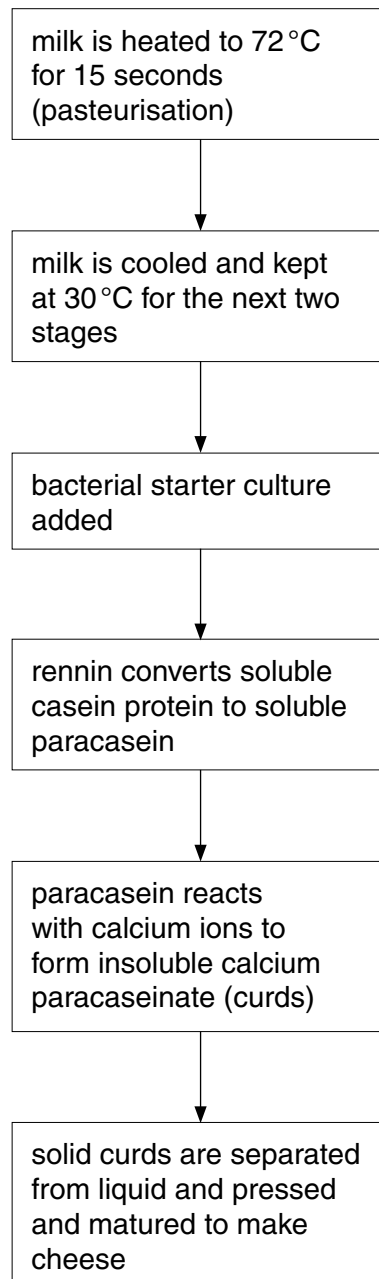 milk is heated to 72 °C
for 15 seconds
(pasteurisation)
milk is cooled and kept
at 30 °C for the next two
stages
bacterial starter culture
added
rennin converts soluble
casein protein to soluble
paracasein
paracasein reacts
with calcium ions to
form insoluble calcium
paracaseinate (curds)
solid curds are separated
from liquid and pressed
and matured to make
cheese